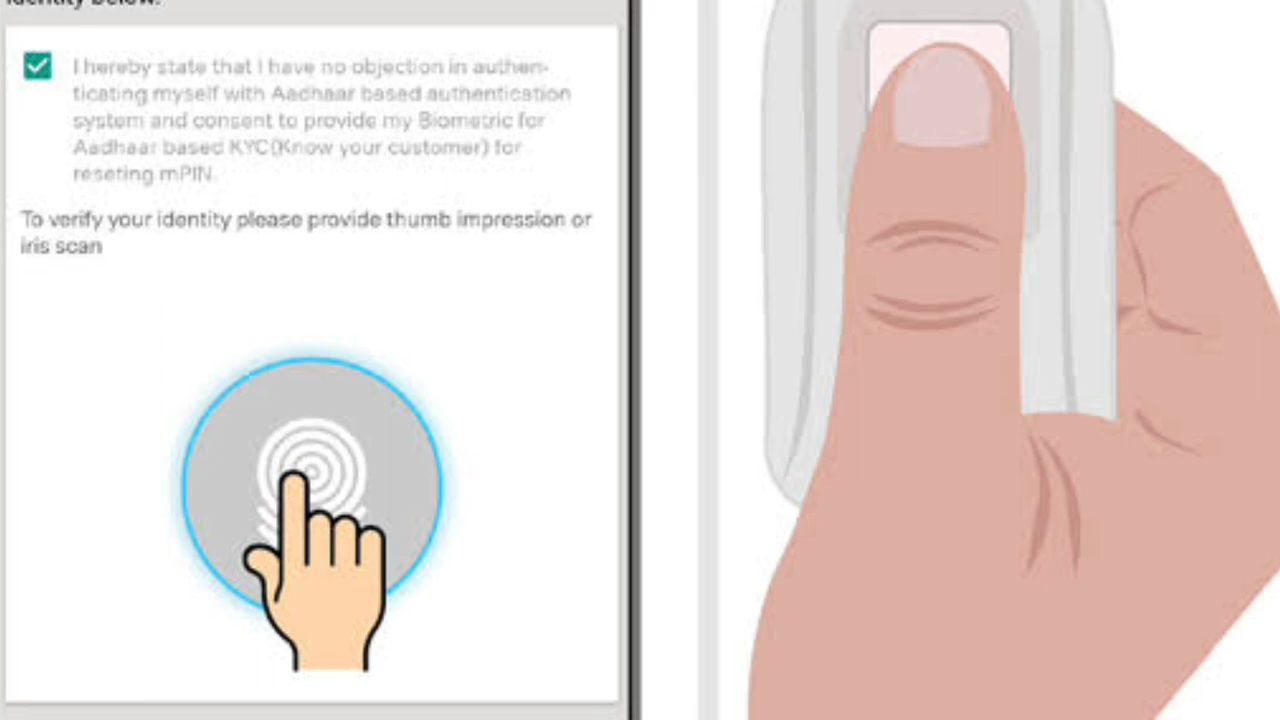 identity below.
I hereby state that I have no objection in authen-
ticating myself with Aadhaar based authentication
system and consent to provide my Biometric for
Aadhaar based KYC(Know your customer) for
reseting mPIN.
To verify your identity please provide thumb impression or
iris scan